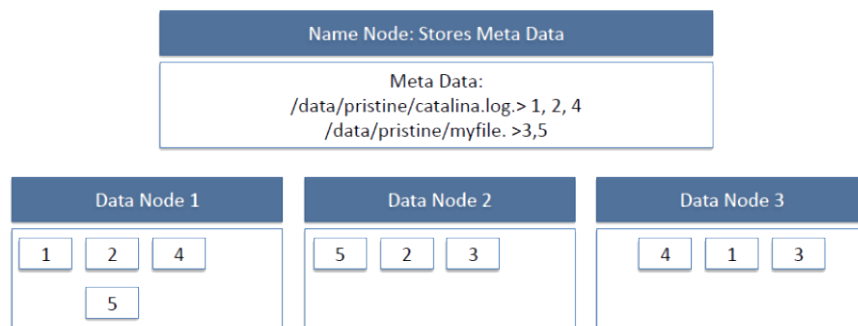 Name Node: Stores Meta Data
Meta Data:
/data/pristine/catalina.log.> 1, 2, 4
/data/pristine/myfile. >3,5
Data Node 1
Data Node 2
Data Node 3
1 2 4
5 2 3
4 1 3
5